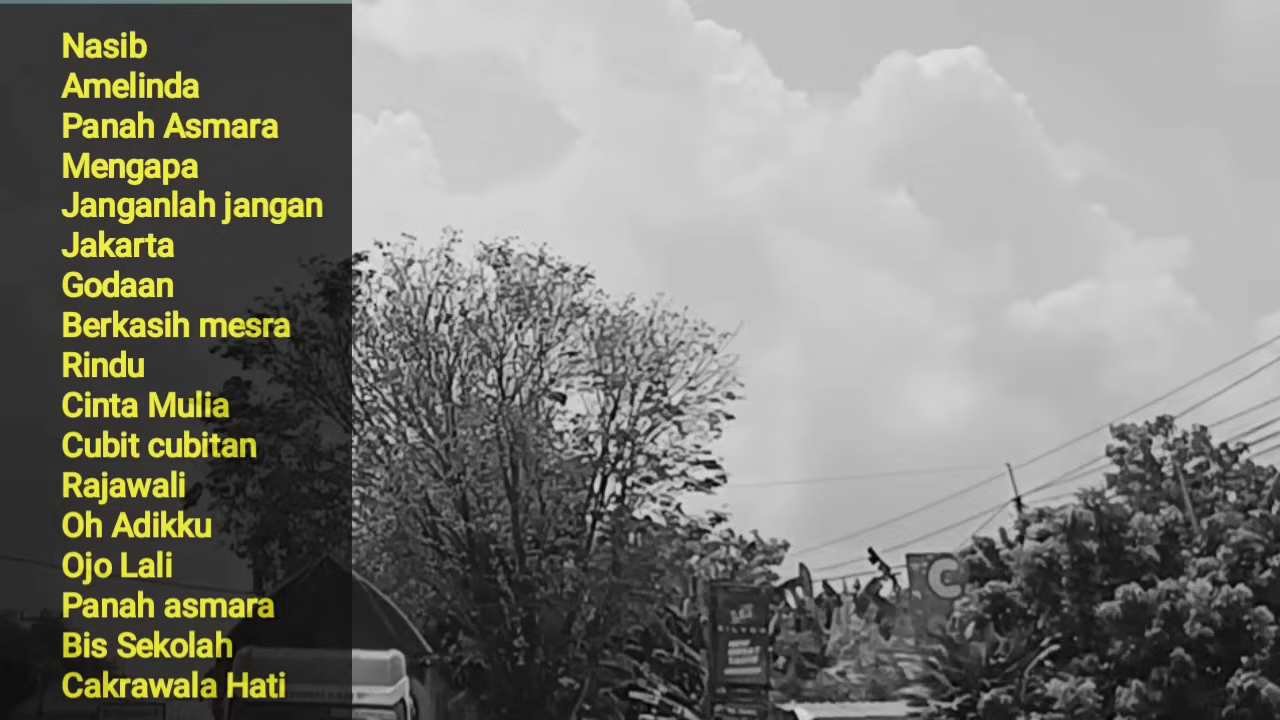 Nasib
Amelinda
Panah Asmara
Mengapa
Janganlah jangan
Jakarta
Godaan
Berkasih mesra
Rindu
Cinta Mulia
Cubit cubitan
Rajawali
Oh Adikku
Ojo Lali
Panah asmara
Bis Sekolah
Cakrawala Hati
C